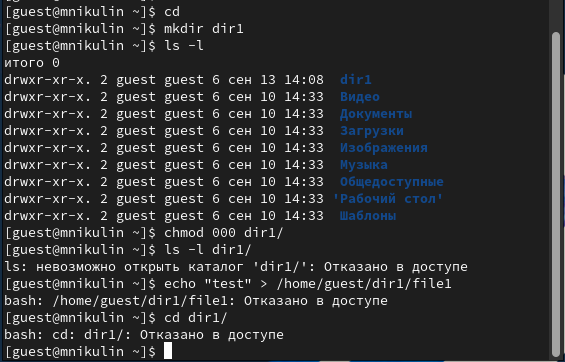 [guest@mnikulin ~]$ cd
[guest@mnikulin ~]$ mkdir dir1
[guest@mnikulin ~]$ ls -l
итого 0
drwxr-xr-x. 2 guest guest 6 сен 13 14:08  dir1
drwxr-xr-x. 2 guest guest 6 сен 10 14:33  Видео
drwxr-xr-x. 2 guest guest 6 сен 10 14:33  Документы
drwxr-xr-x. 2 guest guest 6 сен 10 14:33  Загрузки
drwxr-xr-x. 2 guest guest 6 сен 10 14:33  Изображения
drwxr-xr-x. 2 guest guest 6 сен 10 14:33  Музыка
drwxr-xr-x. 2 guest guest 6 сен 10 14:33  Общедоступные
drwxr-xr-x. 2 guest guest 6 сен 10 14:33 'Рабочий стол'
drwxr-xr-x. 2 guest guest 6 сен 10 14:33  Шаблоны
[guest@mnikulin ~]$ chmod 000 dir1/
[guest@mnikulin ~]$ ls -l dir1/
ls: невозможно открыть каталог 'dir1/': Отказано в доступе
[guest@mnikulin ~]$ echo "test" > /home/guest/dir1/file1
bash: /home/guest/dir1/file1: Отказано в доступе
[guest@mnikulin ~]$ cd dir1/
bash: cd: dir1/: Отказано в доступе
[guest@mnikulin ~]$